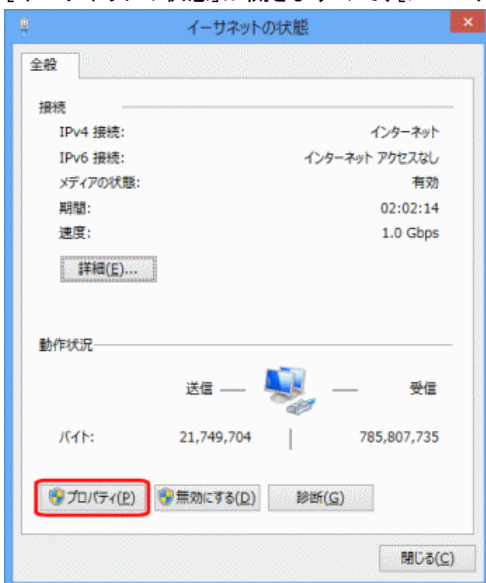 イーサネットの状態
全般
接続
IPv4 接続: インターネット
IPv6 接続: インターネット アクセスなし
メディアの状態: 有効
期間: 02:02:14
速度: 1.0 Gbps
詳細(E)...
動作状況
送信 受信
バイト: 21,749,704 785,807,735
プロパティ(P) 無効にする(D) 診断(G)
閉じる(C)